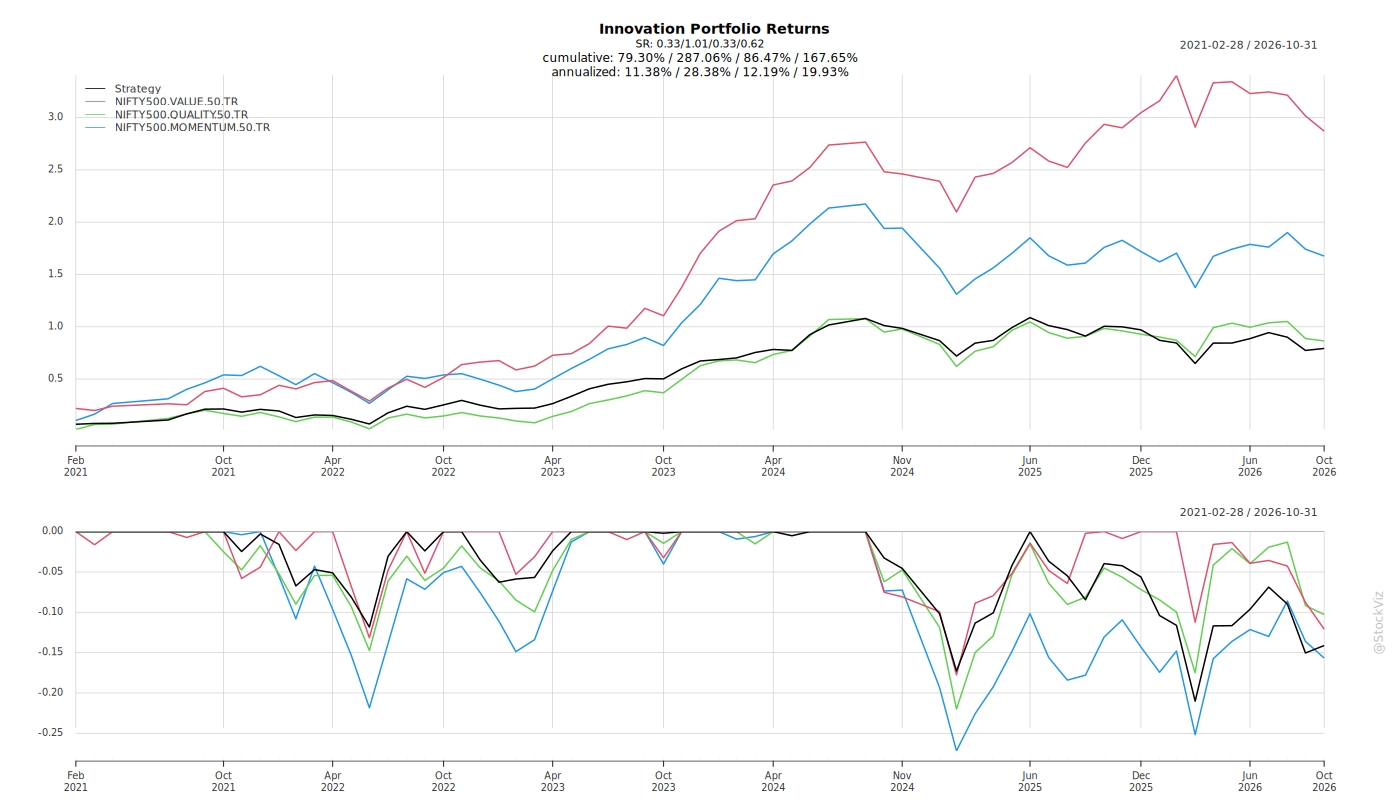 Innovation Portfolio Returns
SR: 0.33/1.01/0.33/0.62
cumulative: 79.30% / 287.06% / 86.47% / 167.65%
annualized: 11.38% / 28.38% / 12.19% / 19.93%
2021-02-28 / 2026-10-31
Strategy
NIFTY500.VALUE.50.TR
NIFTY500.QUALITY50.TR
NIFTY500.MOMENTUM.50.TR
3.0
2.5
2.0
1.5
1.0
0.5
Feb Oct Apr Oct Apr Oct Apr Nov Jun Dec Jun Oct
2021 2021 2022 2022 2023 2023 2024 2024 2025 2025 2026 2026
2021-02-28 / 2026-10-31
0.00
-0.05
-0.10
-0.15
-0.20
-0.25
Feb Oct Apr Oct Apr Oct Apr Nov Jun Dec Jun Oct
2021 2021 2022 2022 2023 2023 2024 2024 2025 2025 2026 2026
@StockViz